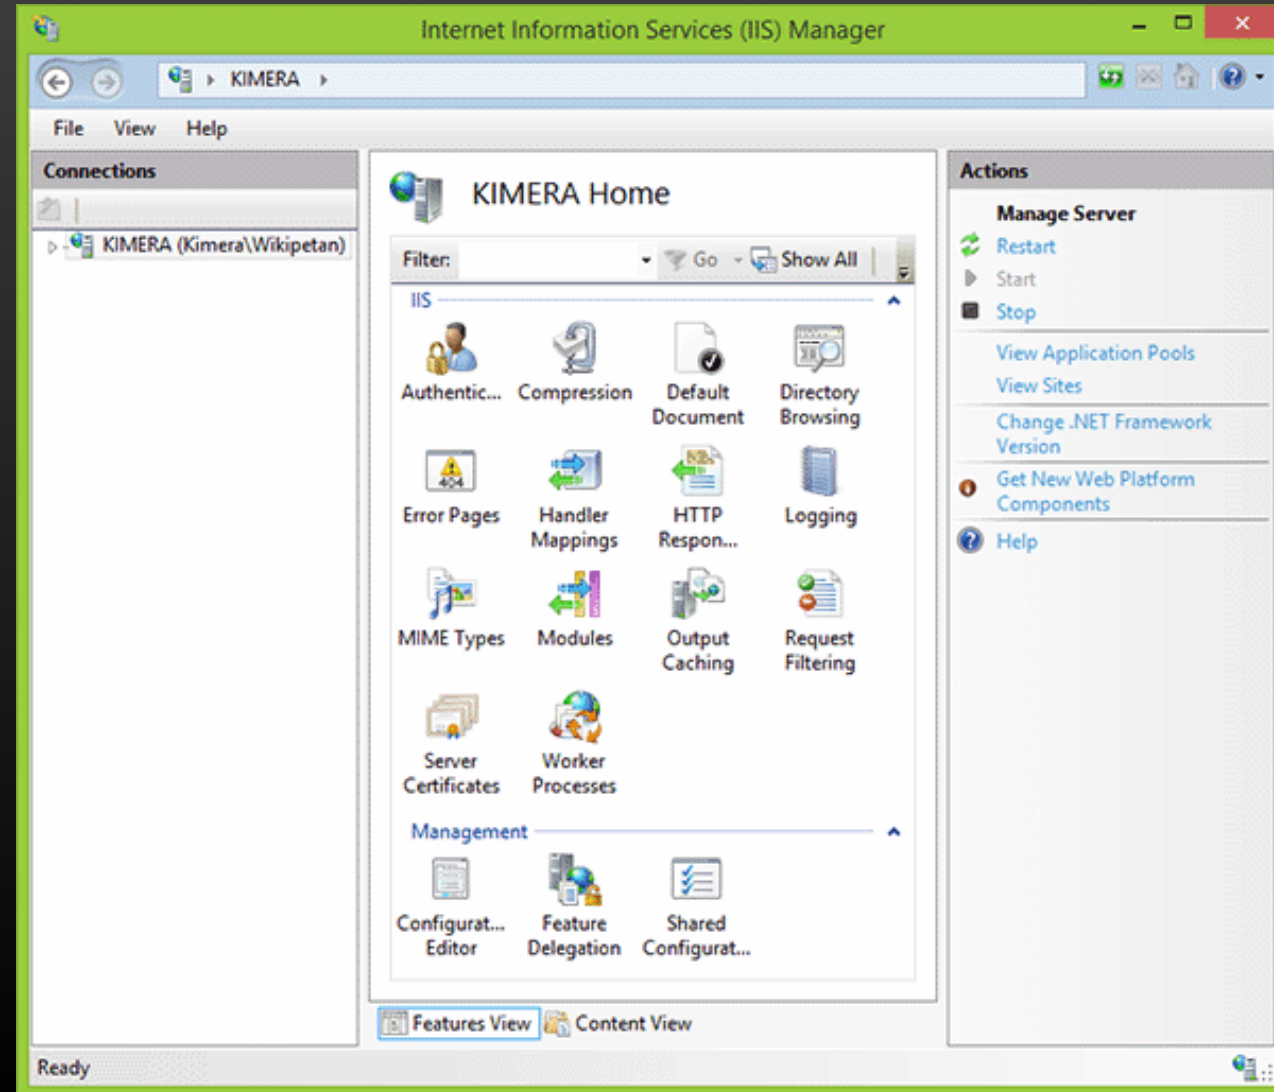 Internet Information Services (IIS) Manager
KIMERA
File View Help
Connections
KIMERA (Kimera\Wikipetan)
KIMERA Home
Filter: Go Show All
IIS
Authentic... Compression Default Document Directory Browsing
Error Pages Handler Mappings HTTP Respon... Logging
MIME Types Modules Output Caching Request Filtering
Server Certificates Worker Processes
Management
Configurat... Editor Feature Delegation Shared Configurat...
Features View Content View
Actions
Manage Server
Restart
Start
Stop
View Application Pools
View Sites
Change .NET Framework
Version
Get New Web Platform
Components
Help
Ready